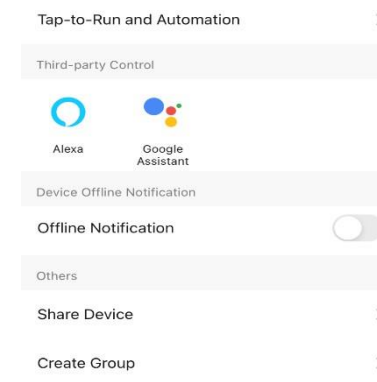 Tap-to-Run and Automation
Third-party Control
Alexa
Google
Assistant
Device Offline Notification
Offline Notification
Others
Share Device
Create Group